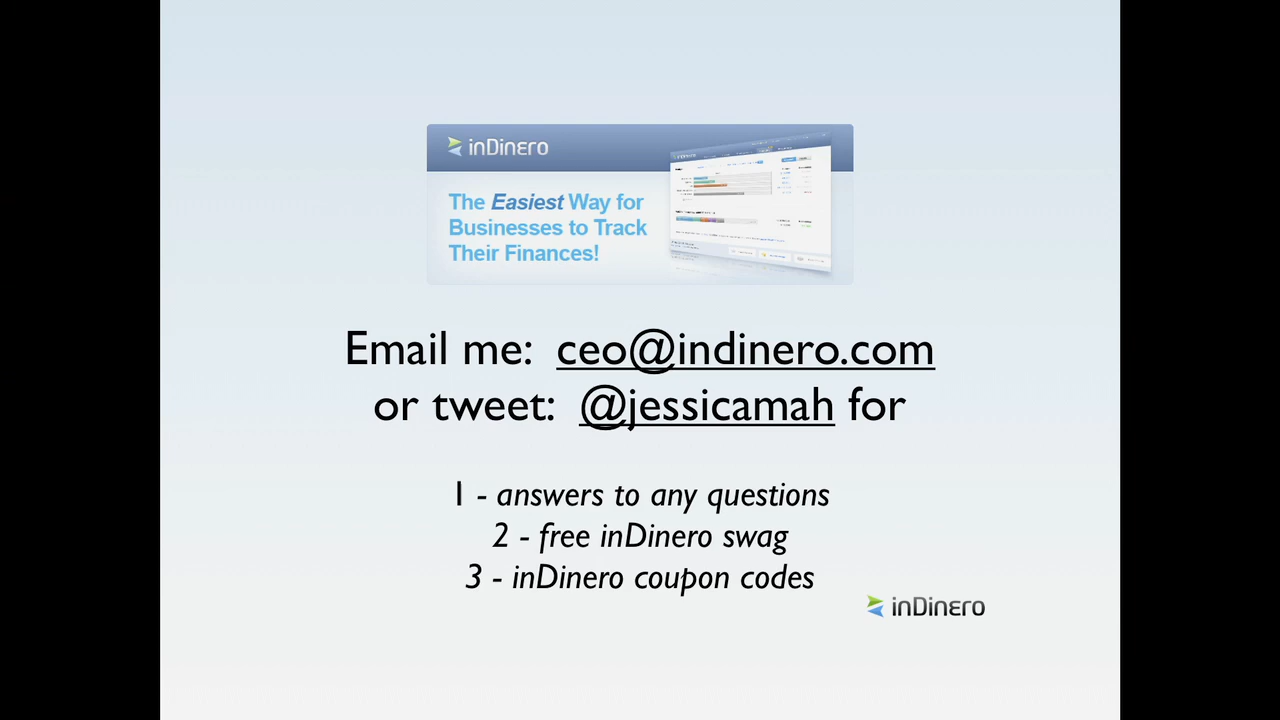 inDinero
The Easiest Way for
Businesses to Track
Their Finances!
Email me: ceo@indinero.com
or tweet: @jessicamah for
1 - answers to any questions
2 - free inDinero swag
3 - inDinero coupon codes
inDinero